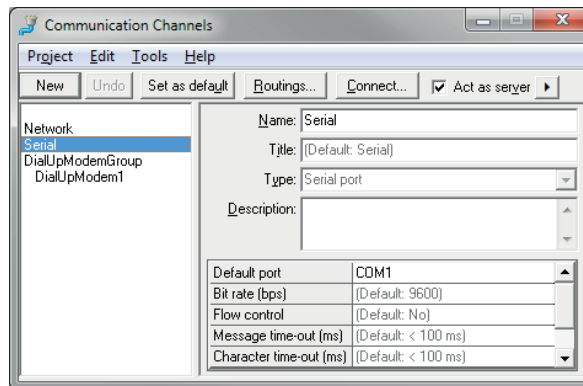 Communication Channels
Project Edit Tools Help
New Undo Set as default Routings... Connect... Act as server
Network
Serial
DialUpModemGroup
DialUpModem1
Name: Serial
Title: (Default: Serial)
Type: Serial port
Description:
Default port COM1
Bit rate (bps) (Default: 9600)
Flow control (Default: No)
Message time-out (ms) (Default: < 100 ms)
Character time-out (ms) (Default: < 100 ms)